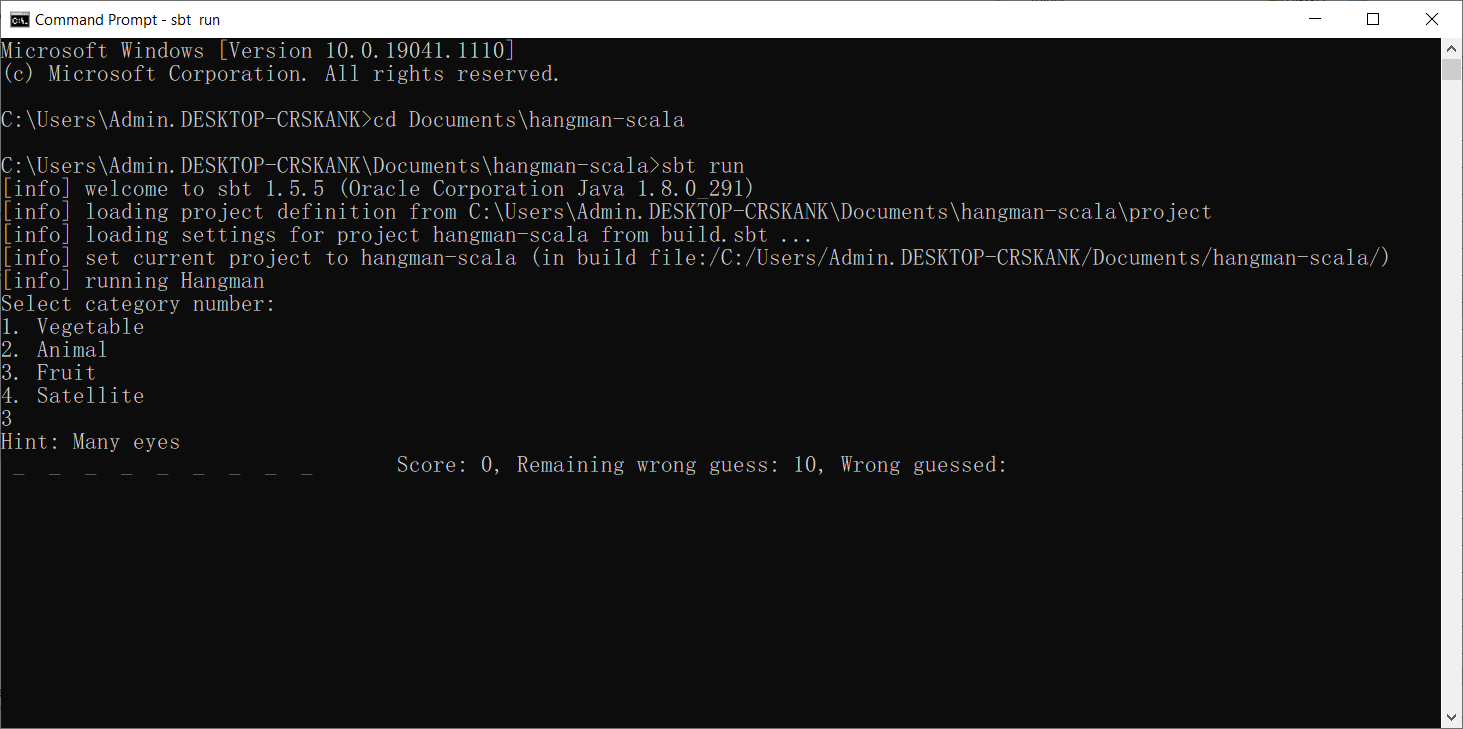 Command Prompt - sbt  run
Microsoft Windows [Version 10.0.19041.1110]
(c) Microsoft Corporation. All rights reserved.
C:\Users\Admin.DESKTOP-CRSKANK>cd Documents\hangman-scala
C:\Users\Admin.DESKTOP-CRSKANK\Documents\hangman-scala>sbt run
[info] welcome to sbt 1.5.5 (Oracle Corporation Java 1.8.0_291)
[info] loading project definition from C:\Users\Admin.DESKTOP-CRSKANK\Documents\hangman-scala\project
[info] loading settings for project hangman-scala from build.sbt ...
[info] set current project to hangman-scala (in build file:/C:/Users/Admin.DESKTOP-CRSKANK/Documents/hangman-scala/)
[info] running Hangman
Select category number:
1. Vegetable
2. Animal
3. Fruit
4. Satellite
3
Hint: Many eyes
_ _ _ _ _ _ _ _ _ Score: 0, Remaining wrong guess: 10, Wrong guessed: